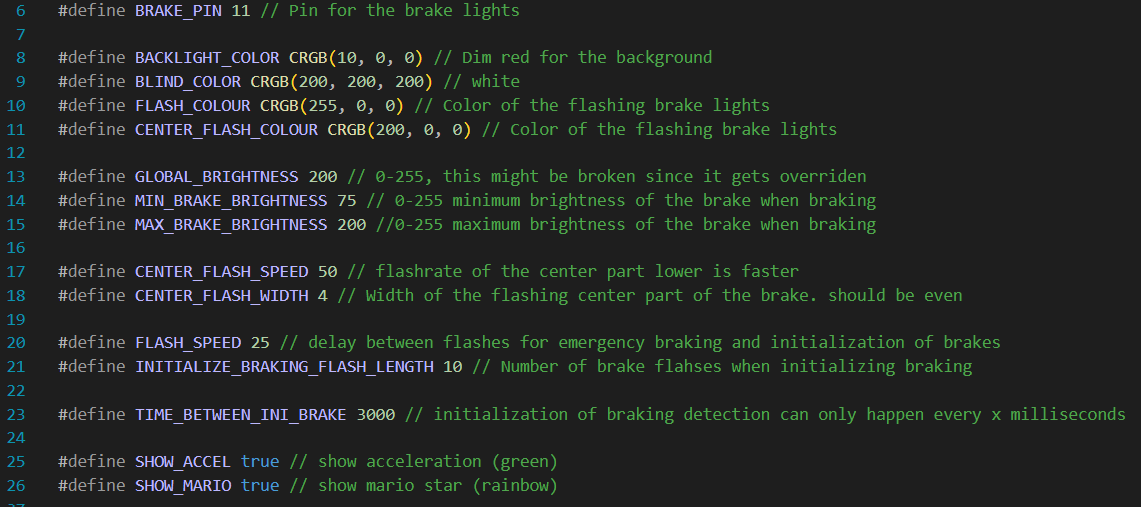 6 #define BRAKE_PIN 11 // Pin for the brake lights
7
8 #define BACKLIGHT_COLOR CRGB(10, 0, 0) // Dim red for the background
9 #define BLIND_COLOR CRGB(200, 200, 200) // white
10 #define FLASH_COLOUR CRGB(255, 0, 0) // Color of the flashing brake lights
11 #define CENTER_FLASH_COLOUR CRGB(200, 0, 0) // Color of the flashing brake lights
12
13 #define GLOBAL_BRIGHTNESS 200 // 0-255, this might be broken since it gets overriden
14 #define MIN_BRAKE_BRIGHTNESS 75 // 0-255 minimum brightness of the brake when braking
15 #define MAX_BRAKE_BRIGHTNESS 200 //0-255 maximum brightness of the brake when braking
16
17 #define CENTER_FLASH_SPEED 50 // flashrate of the center part lower is faster
18 #define CENTER_FLASH_WIDTH 4 // Width of the flashing center part of the brake. should be even
19
20 #define FLASH_SPEED 25 // delay between flashes for emergency braking and initialization of brakes
21 #define INITIALIZE_BRAKING_FLASH_LENGTH 10 // Number of brake flahses when initializing braking
22
23 #define TIME_BETWEEN_INI_BRAKE 3000 // initialization of braking detection can only happen every x milliseconds
24
25 #define SHOW_ACCEL true // show acceleration (green)
26 #define SHOW_MARIO true // show mario star (rainbow)